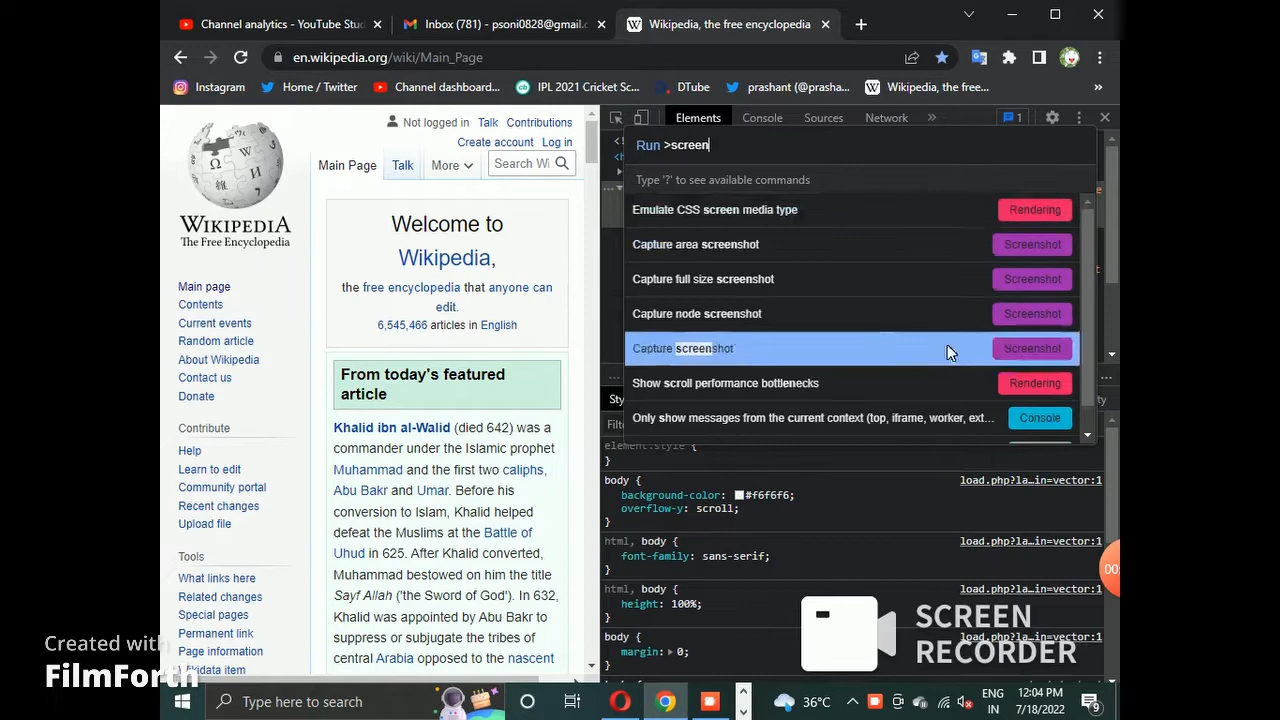 Channel analytics - YouTube Stud
Inbox (781) - psoni0828@gmail.c
Wikipedia, the free encyclopedia
en.wikipedia.org/wiki/Main_Page
Instagram
Home / Twitter
Channel dashboard...
IPL 2021 Cricket Sc...
DTube
prashant (@prasha...
Wikipedia, the free...
»
Not logged in Talk Contributions
Create account Log in
Main Page Talk More Search Wi
WIKIPEDIA
The Free Encyclopedia
Main page
Contents
Current events
Random article
About Wikipedia
Contact us
Donate
Contribute
Help
Learn to edit
Community portal
Recent changes
Upload file
Tools
What links here
Related changes
Special pages
Permanent link
Page information
Wikidata item
Welcome to
Wikipedia,
the free encyclopedia that anyone can
edit.
6,545,466 articles in English
From today's featured
article
Khalid ibn al-Walid (died 642) was a
commander under the Islamic prophet
Muhammad and the first two caliphs,
Abu Bakr and Umar. Before his
conversion to Islam, Khalid helped
defeat the Muslims at the Battle of
Uhud in 625. After Khalid converted,
Muhammad bestowed on him the title
Sayf Allah ('the Sword of God'). In 632,
Khalid was appointed by Abu Bakr to
suppress or subjugate the tribes of
central Arabia opposed to the nascent
Elements Console Sources Network » 1
Run >screen
Type '?' to see available commands
Emulate CSS screen media type Rendering
Capture area screenshot Screenshot
Capture full size screenshot Screenshot
Capture node screenshot Screenshot
Capture screenshot Screenshot
Show scroll performance bottlenecks Rendering
Only show messages from the current context (top, iframe, worker, ext... Console
element.style {
}
body { load.php?la…in=vector:1
background-color: #f6f6f6;
overflow-y: scroll;
}
html, body { load.php?la…in=vector:1
font-family: sans-serif;
}
html, body { load.php?la…in=vector:1
height: 100%;
}
body { load.php?la…in=vector:1
margin: 0;
}
SCREEN
RECORDER
Created with
FilmForth
Type here to search
36°C
ENG
IN
12:04 PM
7/18/2022
9